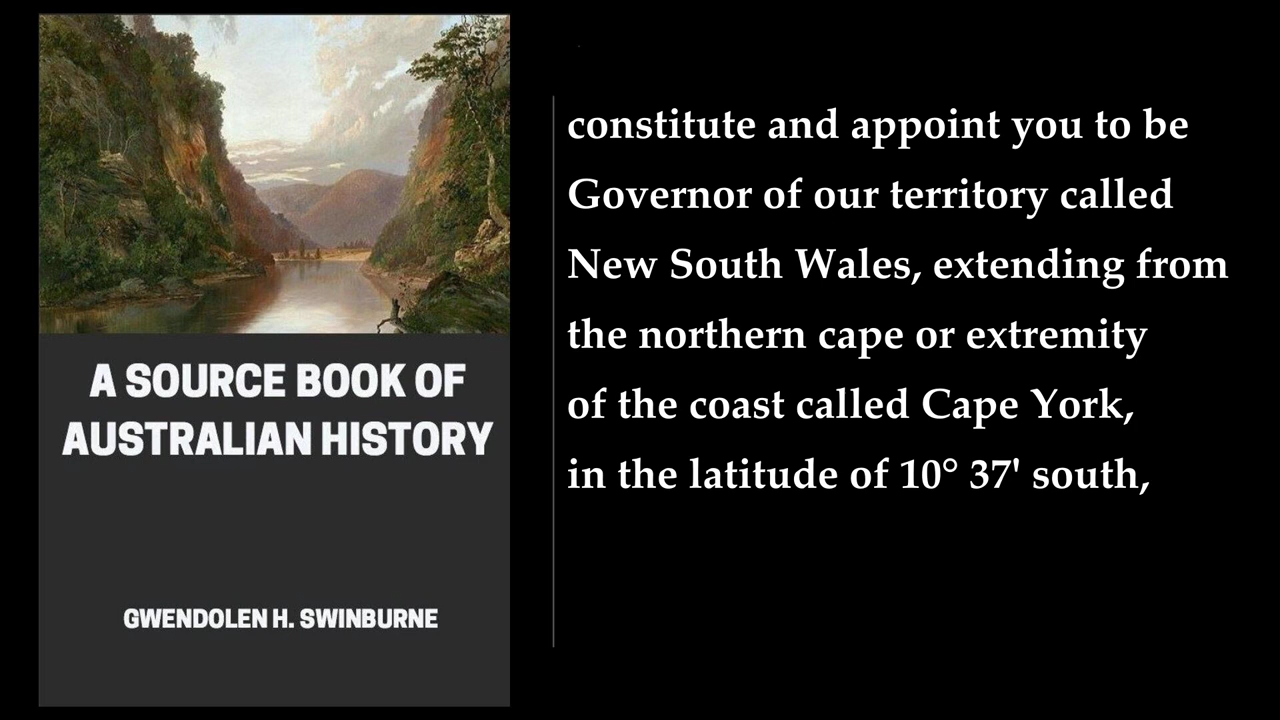 A SOURCE BOOK OF
AUSTRALIAN HISTORY
GWENDOLEN H. SWINBURNE
constitute and appoint you to be
Governor of our territory called
New South Wales, extending from
the northern cape or extremity
of the coast called Cape York,
in the latitude of 10° 37' south,